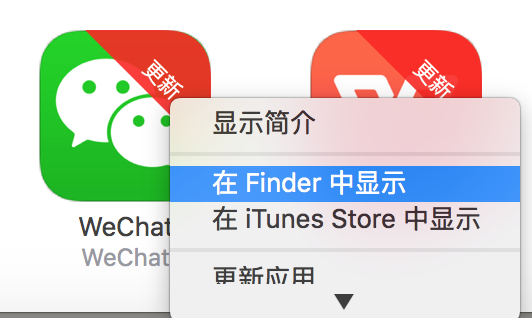 更新
更新
显示简介
在 Finder 中显示
在 iTunes Store 中显示
更新应用
WeChat
WeChat